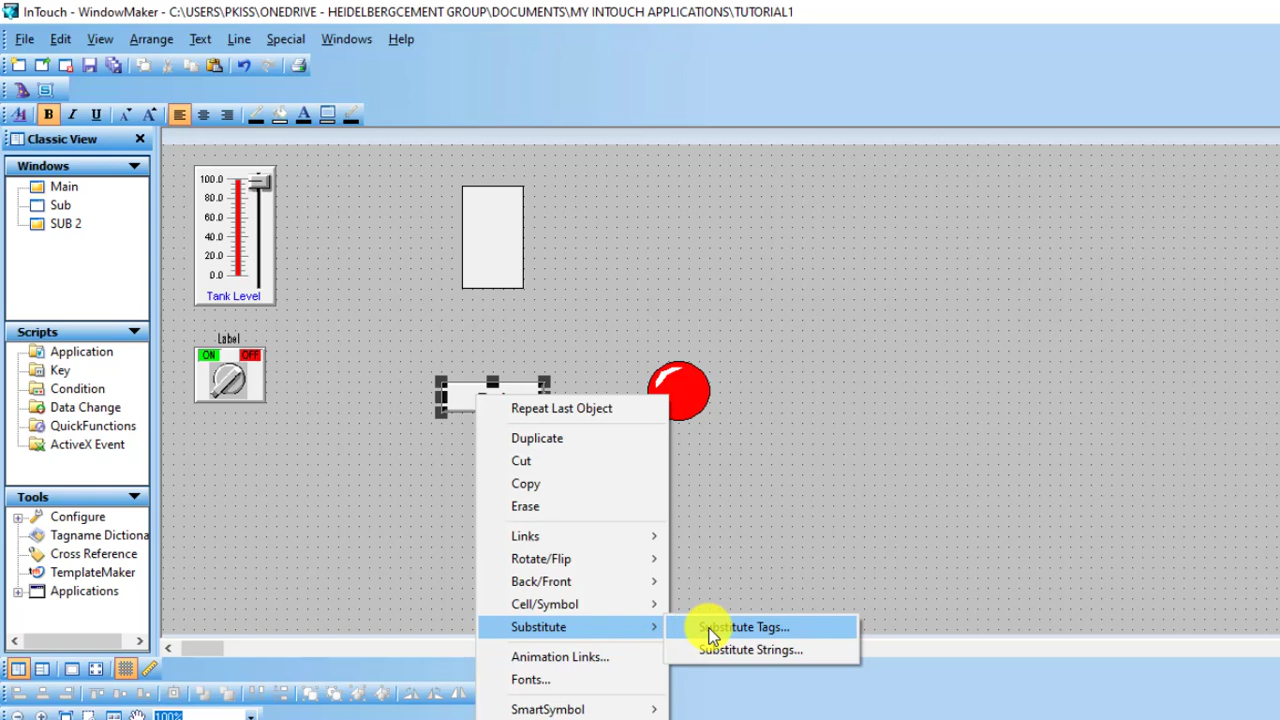 InTouch - WindowMaker - C:\USERS\PKISS\ONEDRIVE - HEIDELBERGCEMENT GROUP\DOCUMENTS\MY INTOUCH APPLICATIONS\TUTORIAL1
File Edit View Arrange Text Line Special Windows Help
Classic View
Windows
Main
Sub
SUB 2
Scripts
Application
Key
Condition
Data Change
QuickFunctions
ActiveX Event
Tools
Configure
Tagname Dictiona
Cross Reference
TemplateMaker
Applications
100.0
80.0
60.0
40.0
20.0
0.0
Tank Level
Label
ON OFF
Repeat Last Object
Duplicate
Cut
Copy
Erase
Links
Rotate/Flip
Back/Front
Cell/Symbol
Substitute
Animation Links...
Fonts...
SmartSymbol
Substitute Tags...
Substitute Strings...
100%